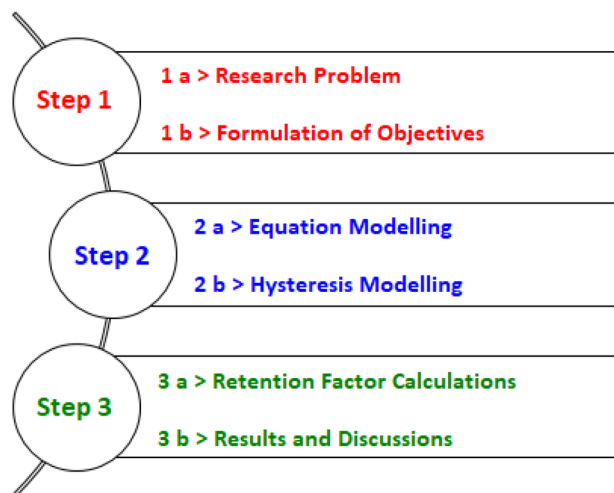 Step 1
1 a > Research Problem
1 b > Formulation of Objectives
Step 2
2 a > Equation Modelling
2 b > Hysteresis Modelling
Step 3
3 a > Retention Factor Calculations
3 b > Results and Discussions